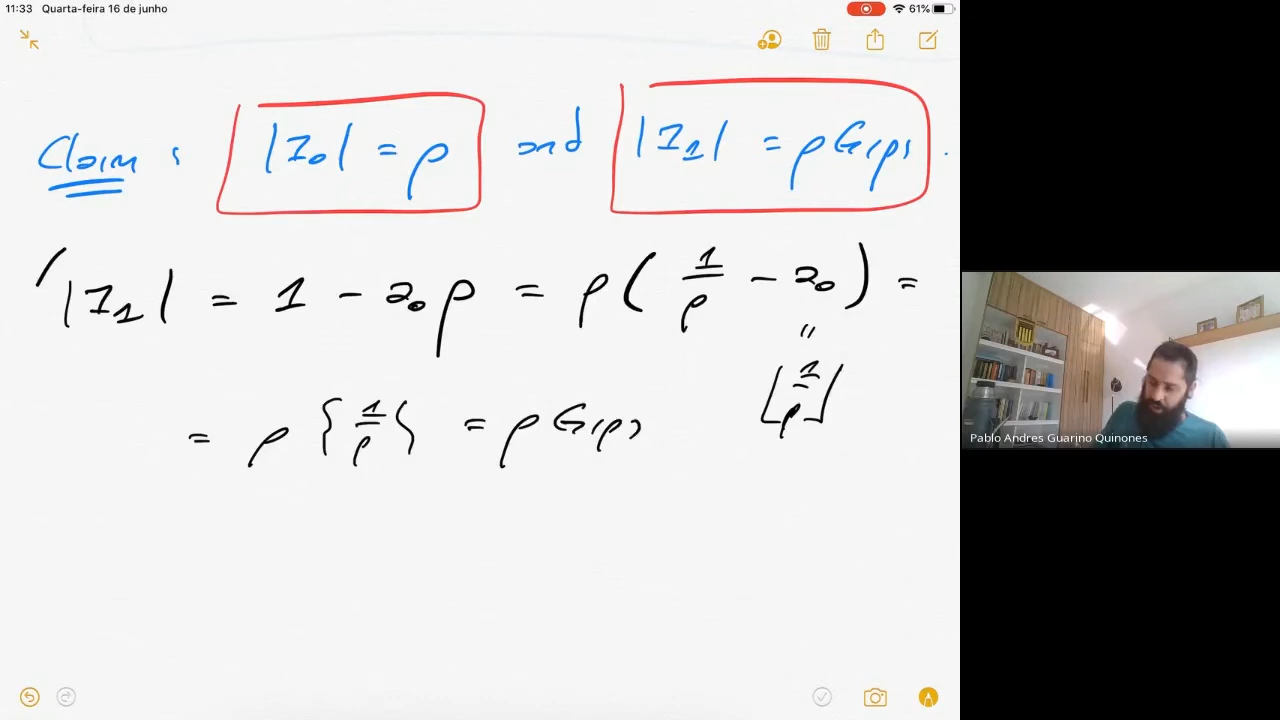 11:33 Quarta-feira 16 de junho 61%
Claim: |I₀| = ρ and |I₁| = ρG(ρ).
|I₁| = 1 - a₀ρ = ρ(1/ρ - a₀) =
"
⌊1/ρ⌋
= ρ{1/ρ} = ρG(ρ)
Pablo Andres Guarino Quinones